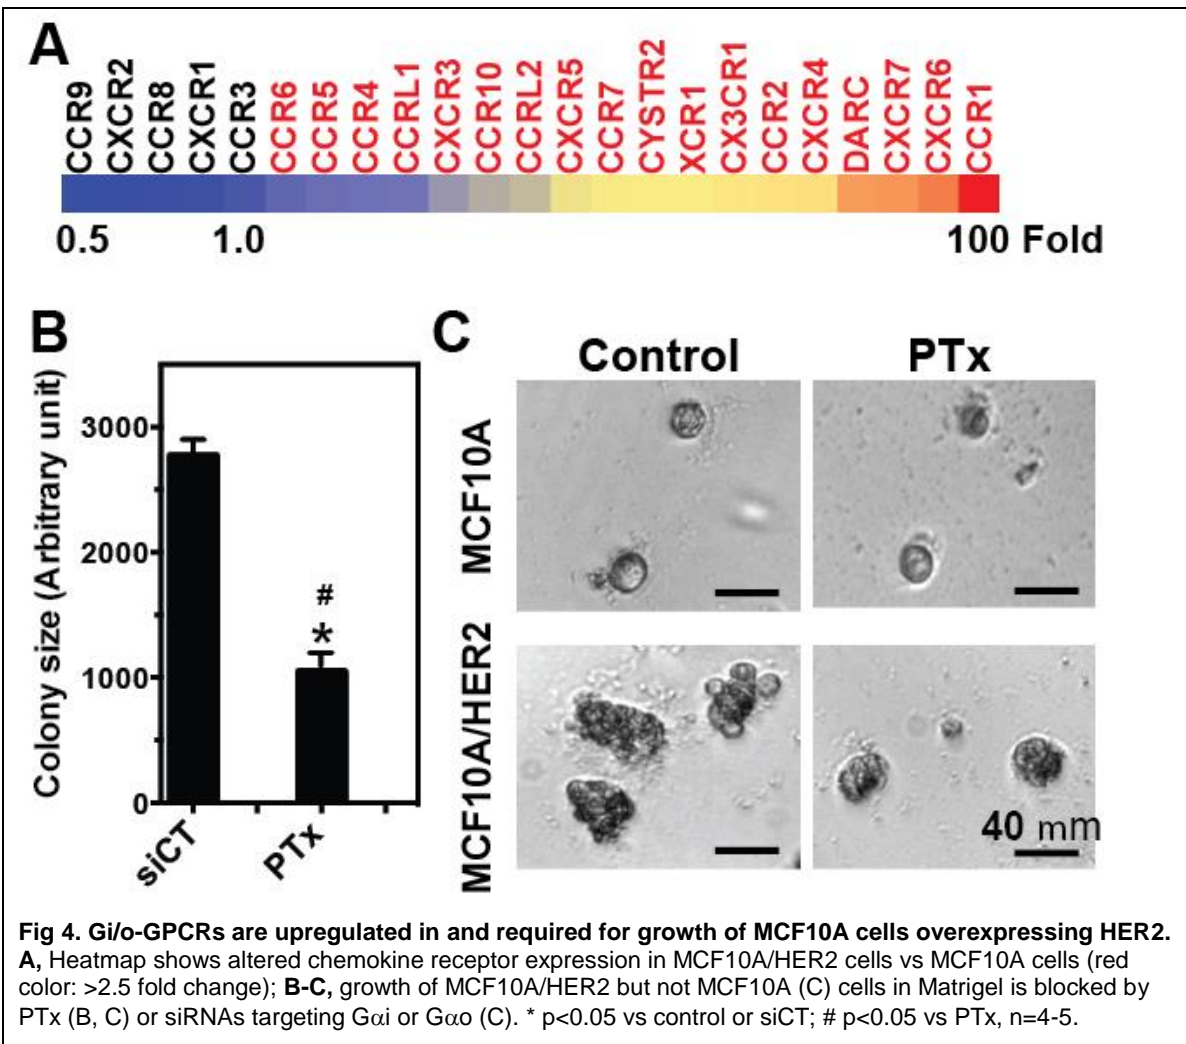 A
CCR9 CXCR2 CCR8 CXCR1 CCR3 CCR6 CCR5 CCR4 CCRL1 CXCR3 CCR10 CCRL2 CXCR5 CCR7 CYSTR2 XCR1 CX3CR1 CCR2 CXCR4 DARC CXCR7 CXCR6 CCR1
0.5 1.0 100 Fold
B
Colony size (Arbitrary unit)
3000
2000
1000
0
#
*
siCT PTx
C
Control PTx
MCF10A
MCF10A/HER2
40 mm
Fig 4. Gi/o-GPCRs are upregulated in and required for growth of MCF10A cells overexpressing HER2.
A, Heatmap shows altered chemokine receptor expression in MCF10A/HER2 cells vs MCF10A cells (red
color: >2.5 fold change); B-C, growth of MCF10A/HER2 but not MCF10A (C) cells in Matrigel is blocked by
PTx (B, C) or siRNAs targeting Gαi or Gαo (C). * p<0.05 vs control or siCT; # p<0.05 vs PTx, n=4-5.